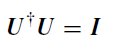 U†U = I